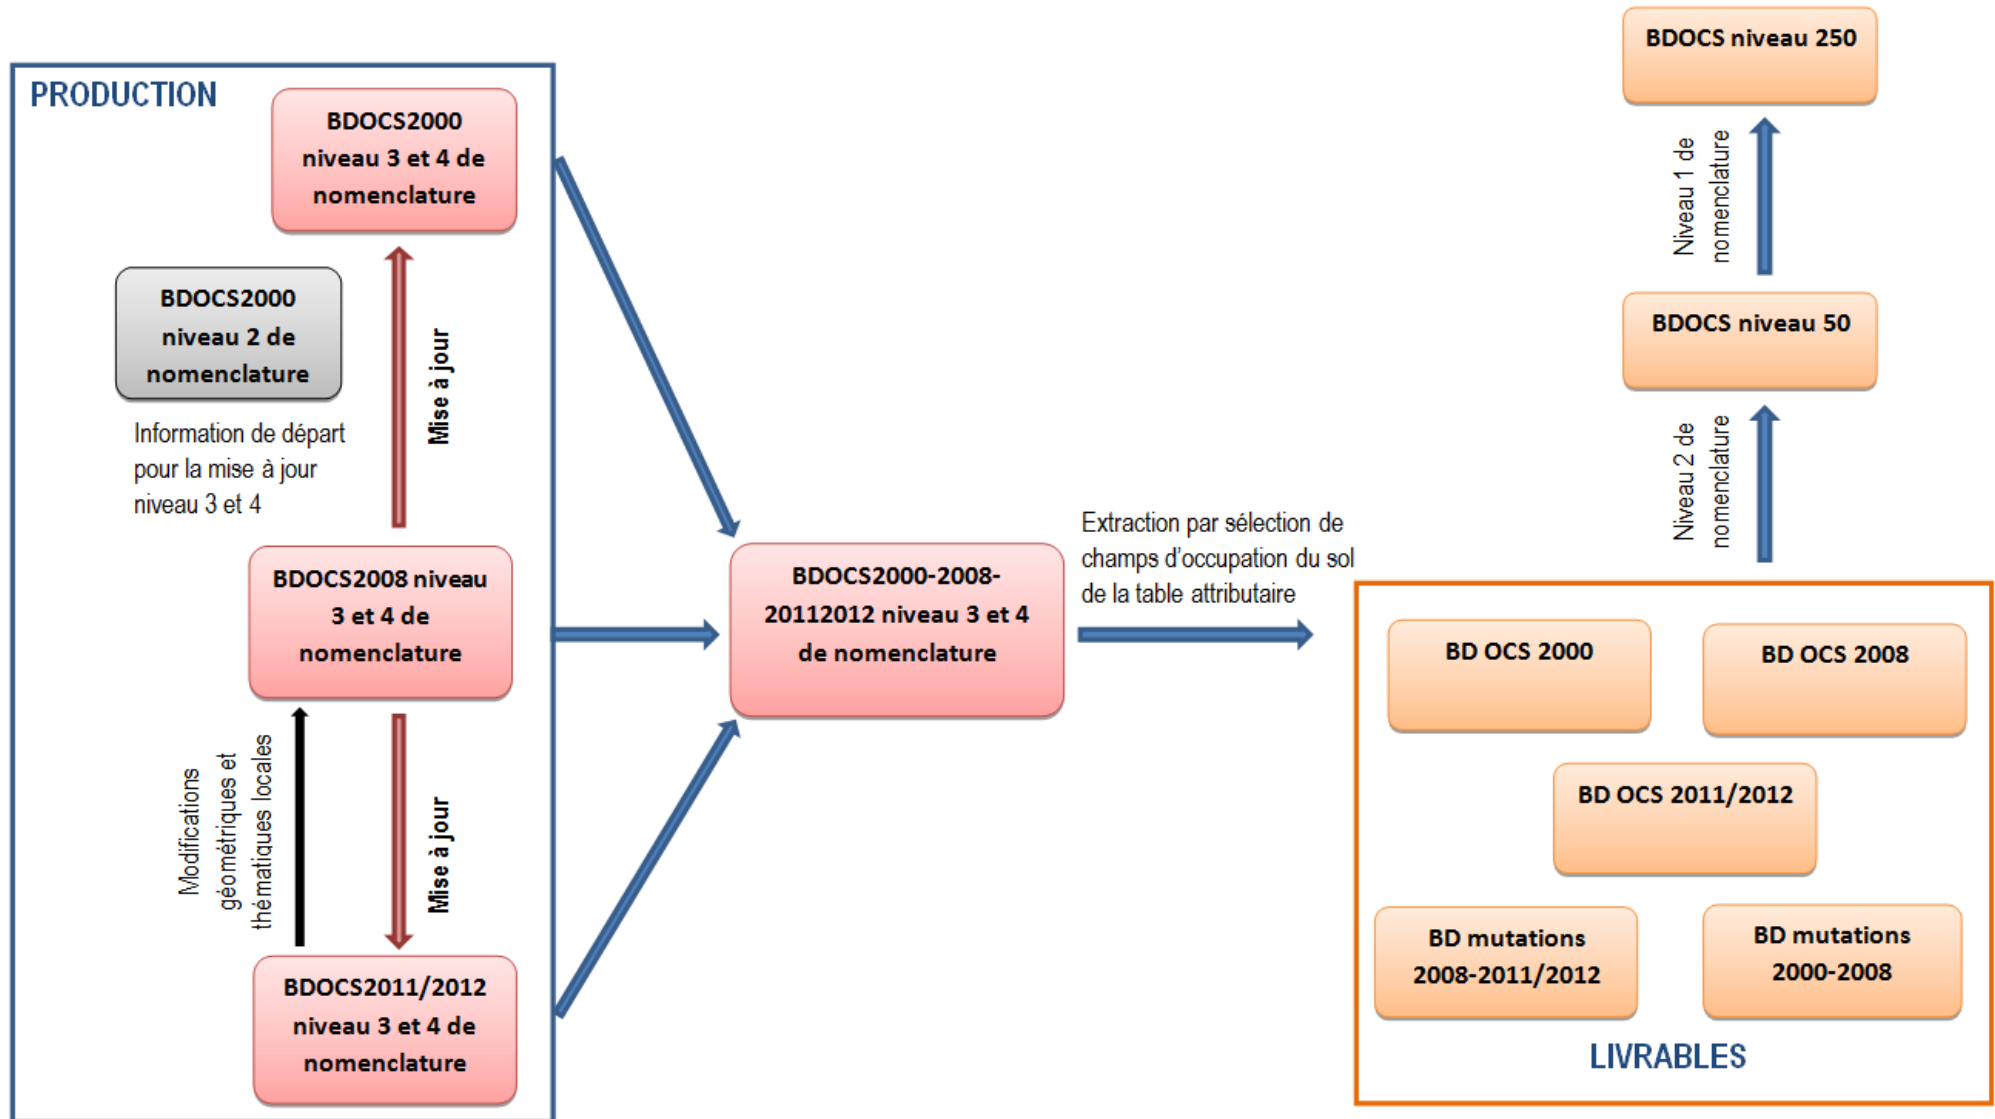 PRODUCTION
BDOCS2000
niveau 3 et 4 de
nomenclature
BDOCS2000
niveau 2 de
nomenclature
Information de départ
pour la mise à jour
niveau 3 et 4
Mise à jour
BDOCS2008 niveau
3 et 4 de
nomenclature
Modifications
géométriques et
thématiques locales
Mise à jour
BDOCS2011/2012
niveau 3 et 4 de
nomenclature
BDOCS2000-2008-
20112012 niveau 3 et 4
de nomenclature
Extraction par sélection de
champs d'occupation du sol
de la table attributaire
BDOCS niveau 250
Niveau 1 de
nomenclature
BDOCS niveau 50
Niveau 2 de
nomenclature
BD OCS 2000
BD OCS 2008
BD OCS 2011/2012
BD mutations
2008-2011/2012
BD mutations
2000-2008
LIVRABLES